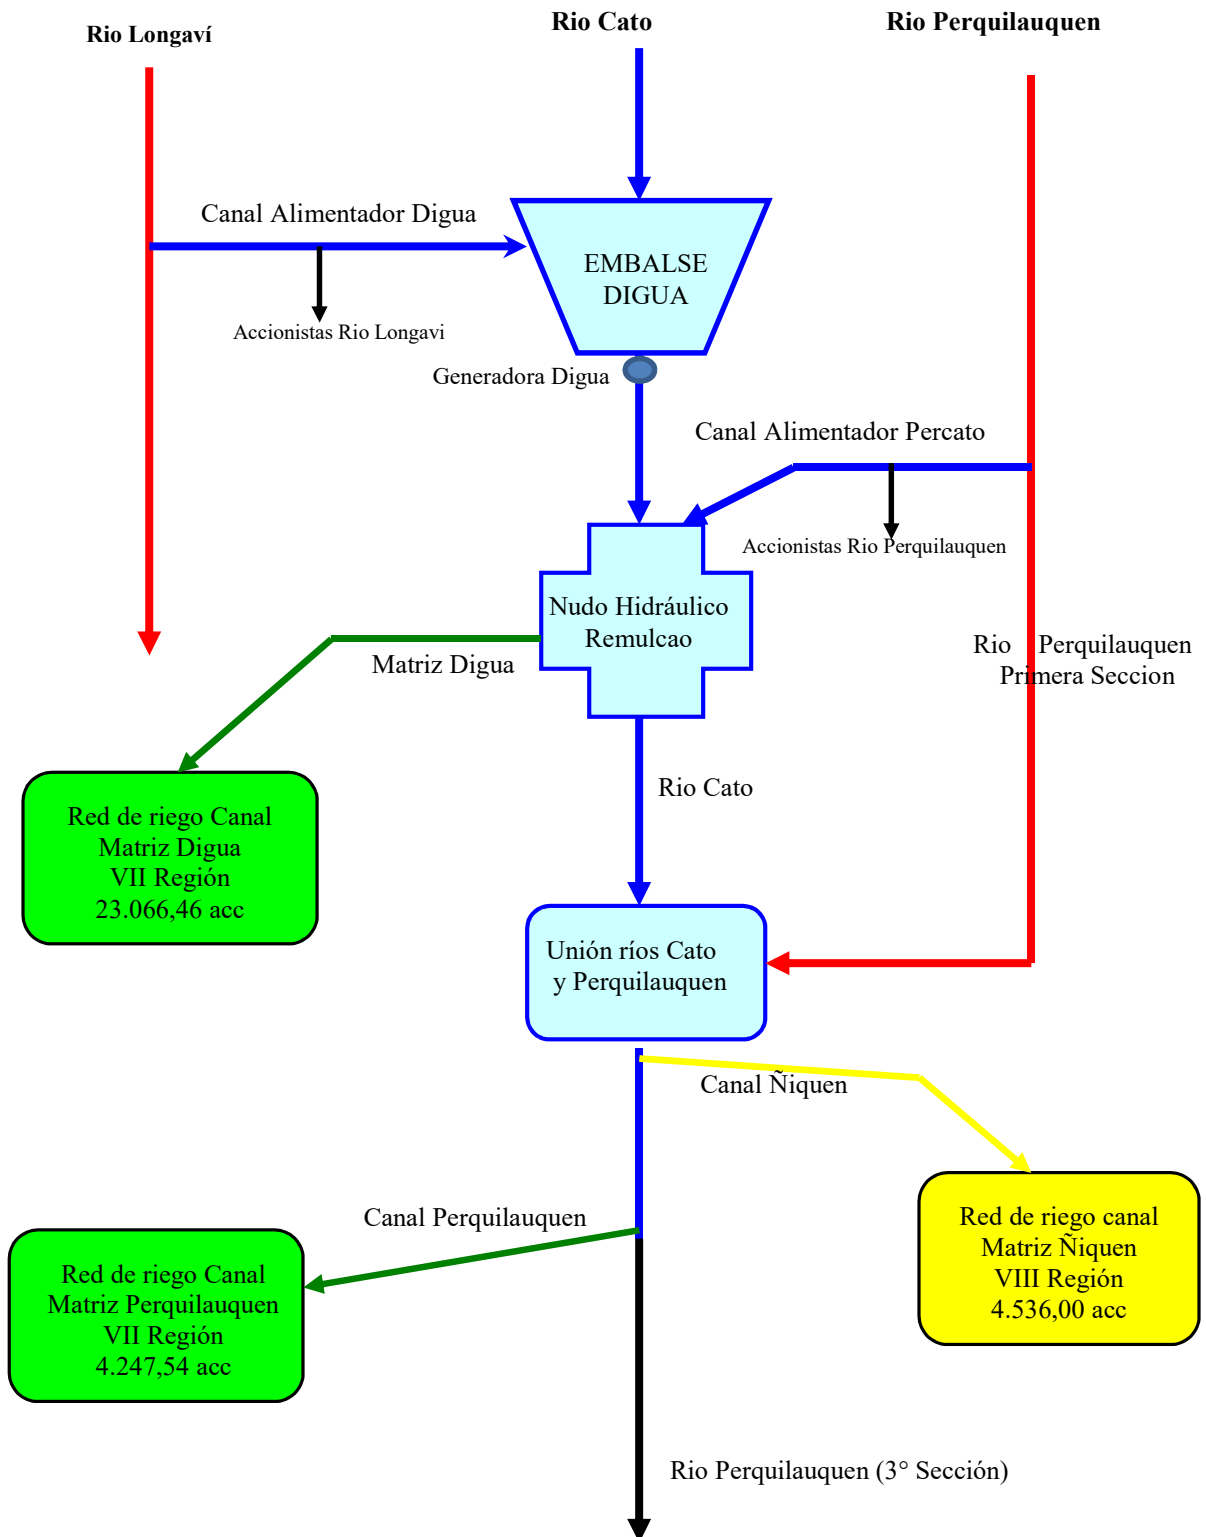 Rio Longaví
Rio Cato
Rio Perquilauquen
Canal Alimentador Digua
EMBALSE
DIGUA
Accionistas Rio Longavi
Generadora Digua
Canal Alimentador Percato
Accionistas Rio Perquilauquen
Nudo Hidráulico
Remulcao
Matriz Digua
Rio Perquilauquen
Primera Seccion
Rio Cato
Red de riego Canal
Matriz Digua
VII Región
23.066,46 acc
Unión ríos Cato
y Perquilauquen
Canal Ñiquen
Canal Perquilauquen
Red de riego canal
Matriz Ñiquen
VIII Región
4.536,00 acc
Red de riego Canal
Matriz Perquilauquen
VII Región
4.247,54 acc
Rio Perquilauquen (3° Sección)